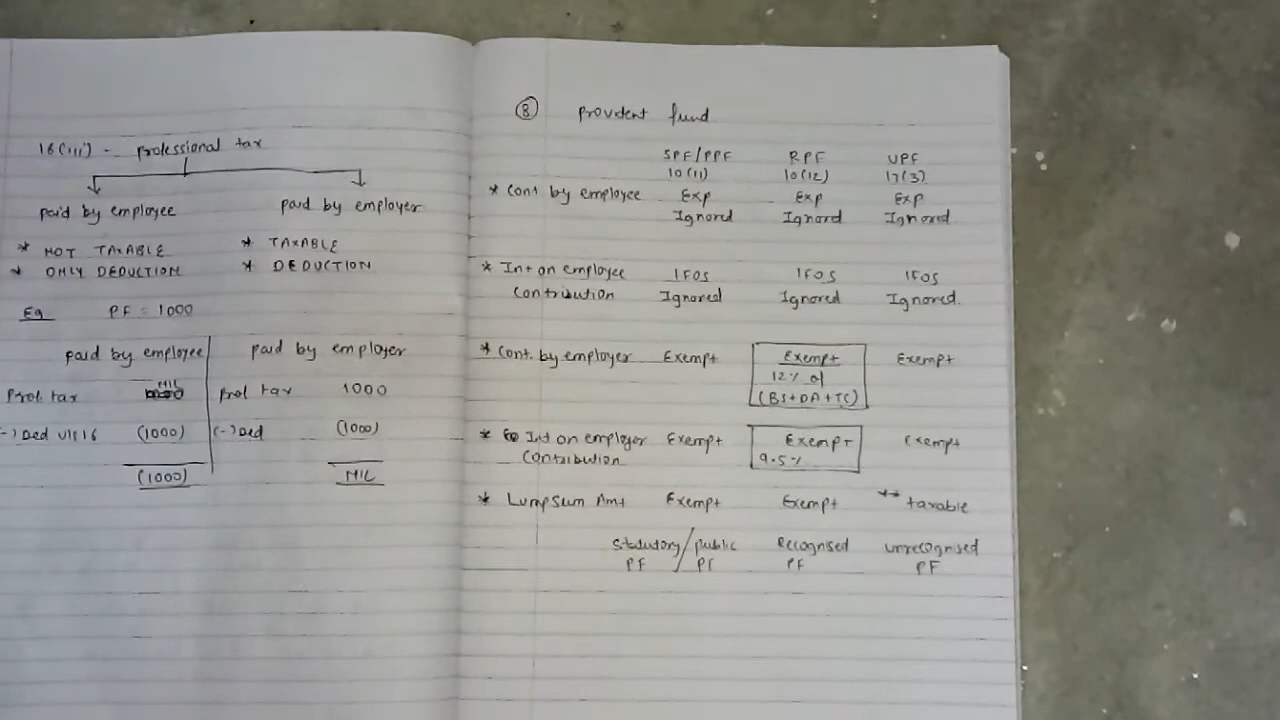 16(iii) - professional tax
paid by employee paid by employer
* NOT TAXABLE * TAXABLE
* ONLY DEDUCTION * DEDUCTION
Eg PF = 1000
paid by employee paid by employer
Prof. tax NIL Prof tax 1000
(-) Ded u/s 16 (1000) (-) Ded (1000)
(1000) NIL
8 Provident fund
SPF/PPF RPF UPF
10(11) 10(12) 17(3)
* Cont by employee Exp Exp Exp
Ignored Ignored Ignored
* Int on employee IFOS IFOS IFOS
Contribution Ignored Ignored Ignored.
* Cont. by employer Exempt Exempt Exempt
12% of
(BS+DA+TC)
* Int on employer Exempt Exempt Exempt
Contribution 9.5%
* Lumpsum Amt Exempt Exempt ** taxable
Statutory/public Recognised unrecognised
PF PF PF PF